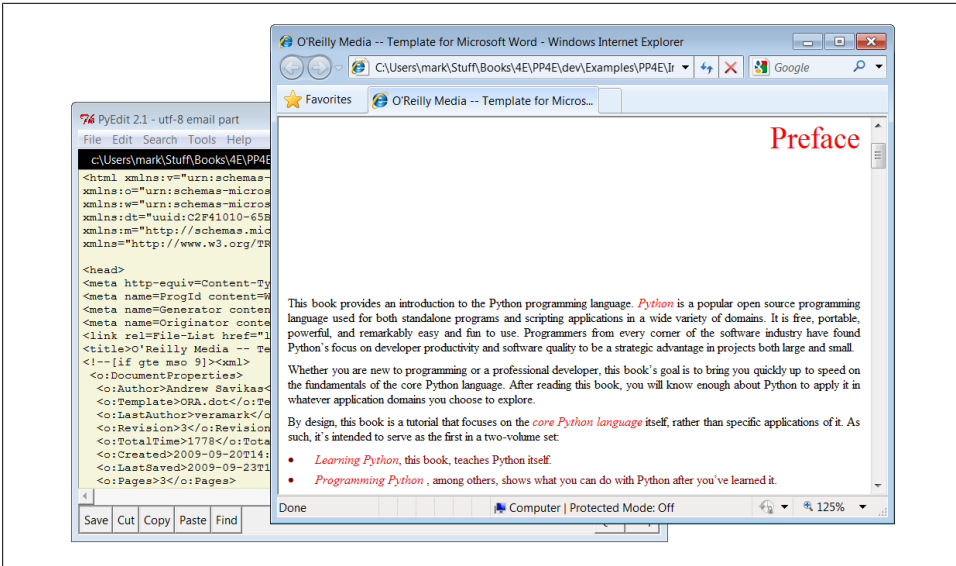 PyEdit 2.1 - utf-8 email part
File Edit Search Tools Help
c:\Users\mark\Stuff\Books\4E\PP4E
<html xmlns:v="urn:schemas-
xmlns:o="urn:schemas-micros
xmlns:w="urn:schemas-micros
xmlns:dt="uuid:C2F41010-65B
xmlns:m="http://schemas.mic
xmlns="http://www.w3.org/TR
<head>
<meta http-equiv=Content-Ty
<meta name=ProgId content=W
<meta name=Generator conten
<meta name=Originator conte
<link rel=File-List href="l
<title>O'Reilly Media -- Te
<!--[if gte mso 9]><xml>
<o:DocumentProperties>
<o:Author>Andrew Savikas<
<o:Template>ORA.dot</o:Te
<o:LastAuthor>veramark</o
<o:Revision>3</o:Revision
<o:TotalTime>1778</o:Tota
<o:Created>2009-09-20T14:
<o:LastSaved>2009-09-23T1
<o:Pages>3</o:Pages>
Save Cut Copy Paste Find
O'Reilly Media -- Template for Microsoft Word - Windows Internet Explorer
C:\Users\mark\Stuff\Books\4E\PP4E\dev\Examples\PP4E\Ir
Google
Favorites
O'Reilly Media -- Template for Micros...
Preface
This book provides an introduction to the Python programming language. Python is a popular open source programming
language used for both standalone programs and scripting applications in a wide variety of domains. It is free, portable,
powerful, and remarkably easy and fun to use. Programmers from every corner of the software industry have found
Python's focus on developer productivity and software quality to be a strategic advantage in projects both large and small.
Whether you are new to programming or a professional developer, this book's goal is to bring you quickly up to speed on
the fundamentals of the core Python language. After reading this book, you will know enough about Python to apply it in
whatever application domains you choose to explore.
By design, this book is a tutorial that focuses on the core Python language itself, rather than specific applications of it. As
such, it's intended to serve as the first in a two-volume set:
• Learning Python, this book, teaches Python itself.
• Programming Python , among others, shows what you can do with Python after you've learned it.
Done
Computer | Protected Mode: Off
125%